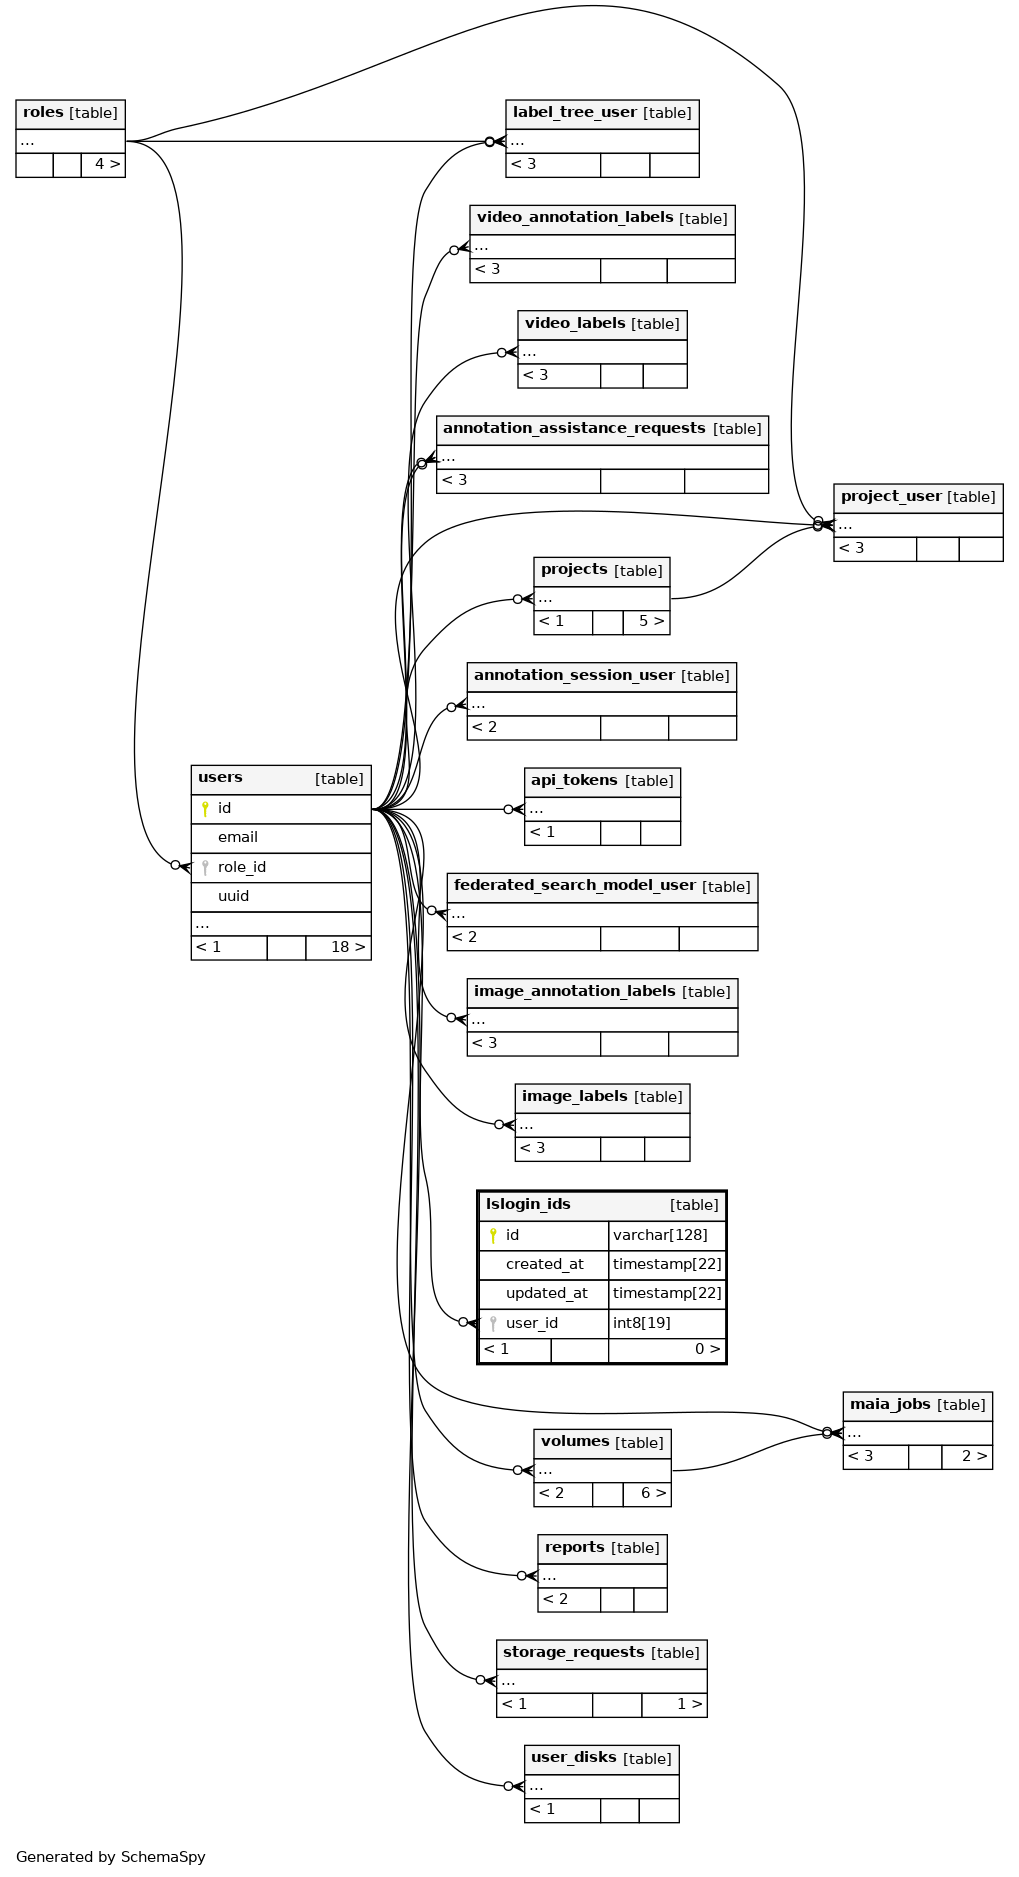 roles [table]
...
4 >
label_tree_user [table]
...
< 3
video_annotation_labels [table]
...
< 3
video_labels [table]
...
< 3
annotation_assistance_requests [table]
...
< 3
project_user [table]
...
< 3
projects [table]
...
< 1 5 >
annotation_session_user [table]
...
< 2
users [table]
id
email
role_id
uuid
...
< 1 18 >
api_tokens [table]
...
< 1
federated_search_model_user [table]
...
< 2
image_annotation_labels [table]
...
< 3
image_labels [table]
...
< 3
lslogin_ids [table]
id varchar[128]
created_at timestamp[22]
updated_at timestamp[22]
user_id int8[19]
< 1 0 >
maia_jobs [table]
...
< 3 2 >
volumes [table]
...
< 2 6 >
reports [table]
...
< 2
storage_requests [table]
...
< 1 1 >
user_disks [table]
...
< 1
Generated by SchemaSpy